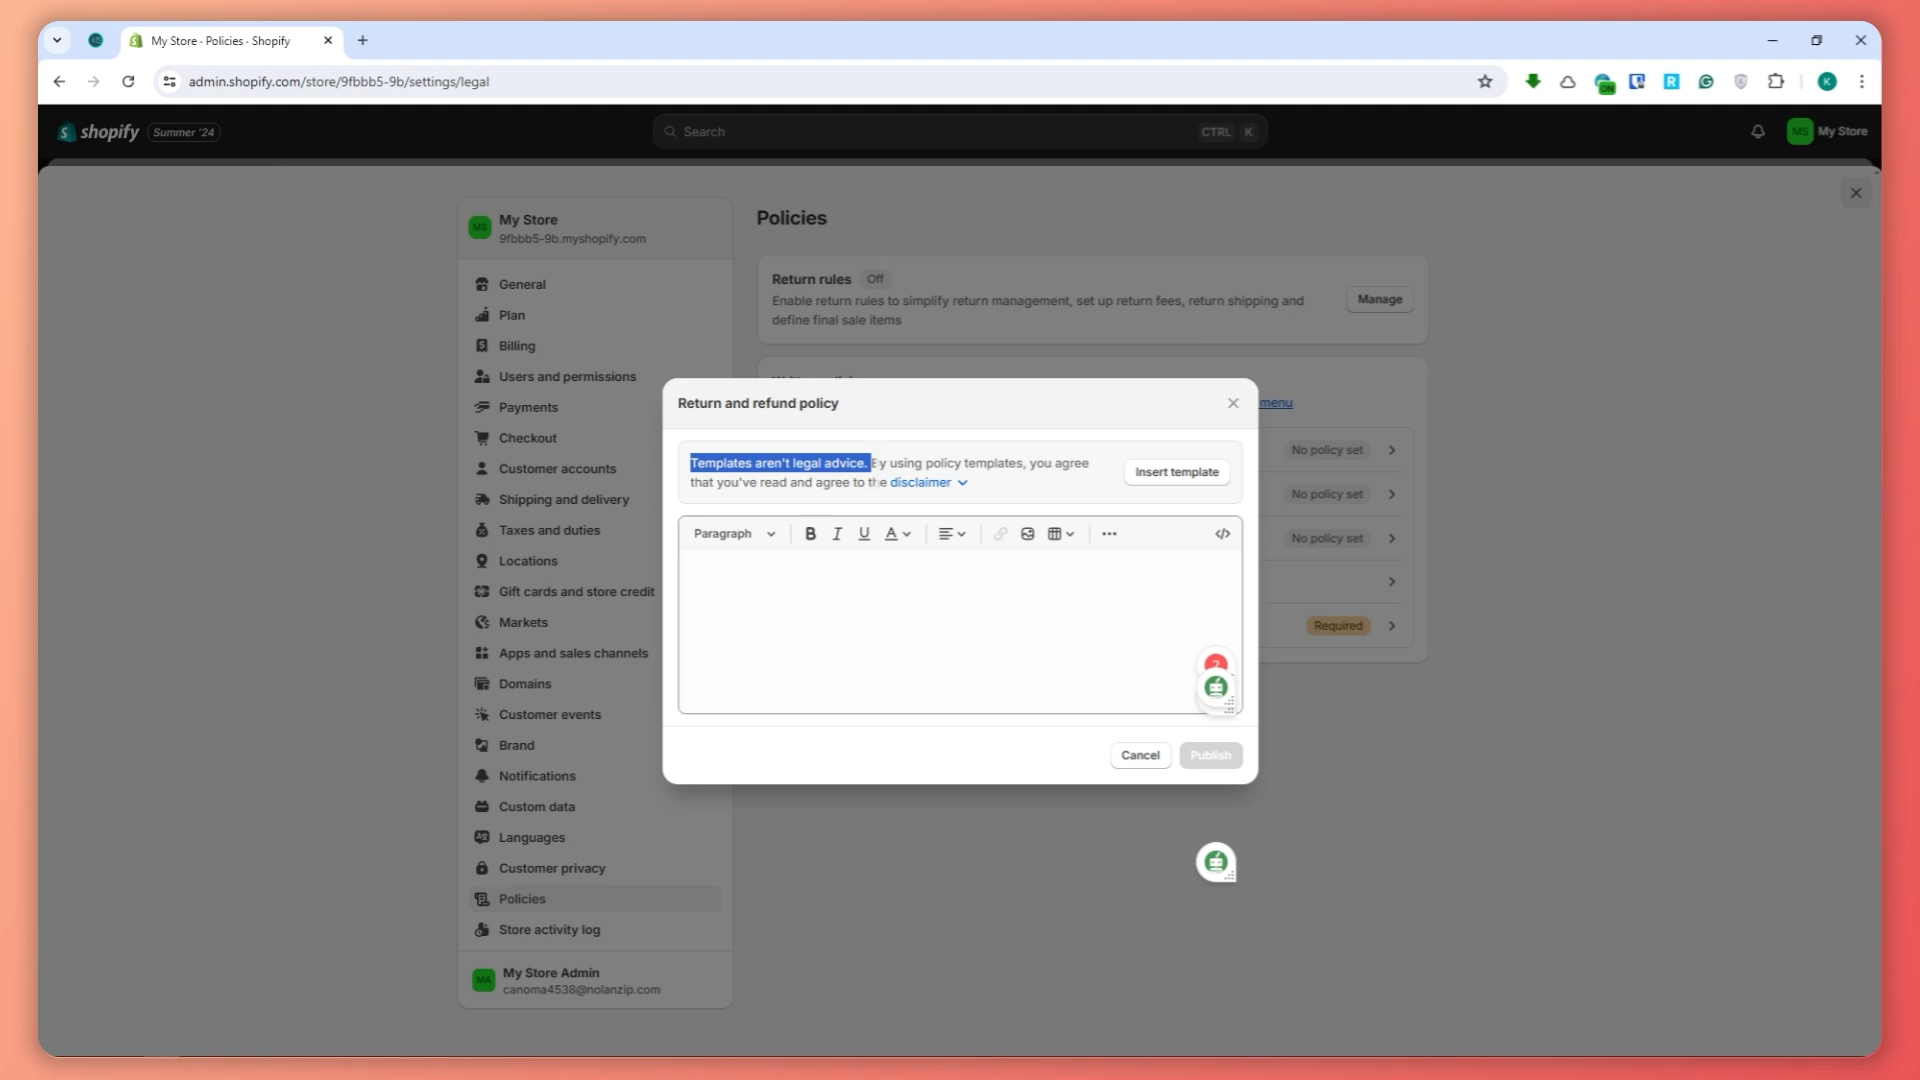 My Store - Policies - Shopify
admin.shopify.com/store/9fbbb5-9b/settings/legal
ON
R
K
shopify
Summer '24
Search
CTRL K
MS
My Store
MS
My Store
9fbbb5-9b.myshopify.com
General
Plan
Billing
Users and permissions
Payments
Checkout
Customer accounts
Shipping and delivery
Taxes and duties
Locations
Gift cards and store credit
Markets
Apps and sales channels
Domains
Customer events
Brand
Notifications
Custom data
Languages
Customer privacy
Policies
Store activity log
MA
My Store Admin
canoma4538@nolanzip.com
Policies
Return rules Off
Enable return rules to simplify return management, set up return fees, return shipping and
define final sale items
Manage
menu
No policy set
No policy set
No policy set
Required
Return and refund policy
Templates aren't legal advice. By using policy templates, you agree
that you've read and agree to the disclaimer
Insert template
Paragraph
B I U A
2
Cancel
Publish